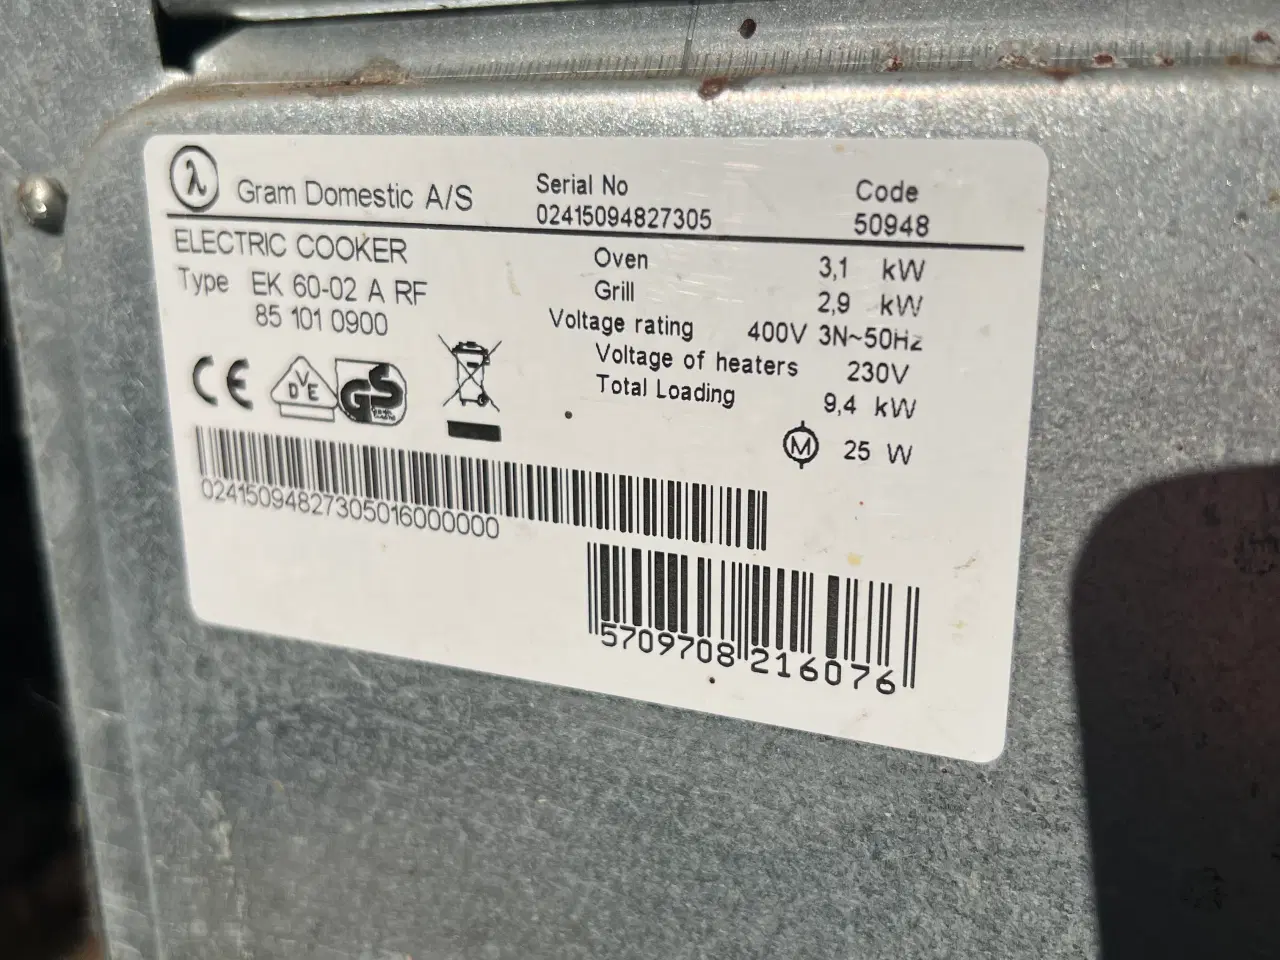 λ Gram Domestic A/S
Serial No
02415094827305
Code
50948
ELECTRIC COOKER
Type EK 60-02 A RF
85 101 0900
Oven 3,1 kW
Grill 2,9 kW
Voltage rating 400V 3N~50Hz
Voltage of heaters 230V
Total Loading 9,4 kW
M 25 W
CE
DVE
GS
02415094827305016000000
5709708 216076